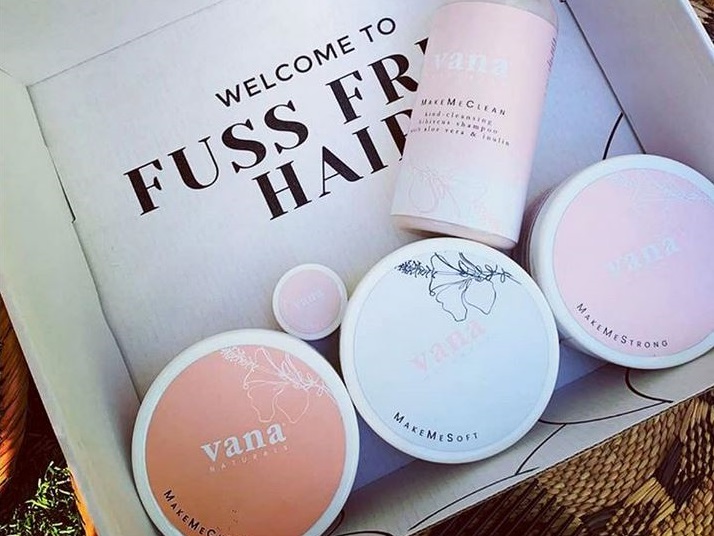 WELCOME TO
FUSS FR
HAIR
vana
MAKEMECLEAN
kind-cleansing
hibiscus shampoo
with aloe vera & inulin
vana
MAKEMESTRONG
vana
vana
MAKEMESOFT
vana
NATURALS